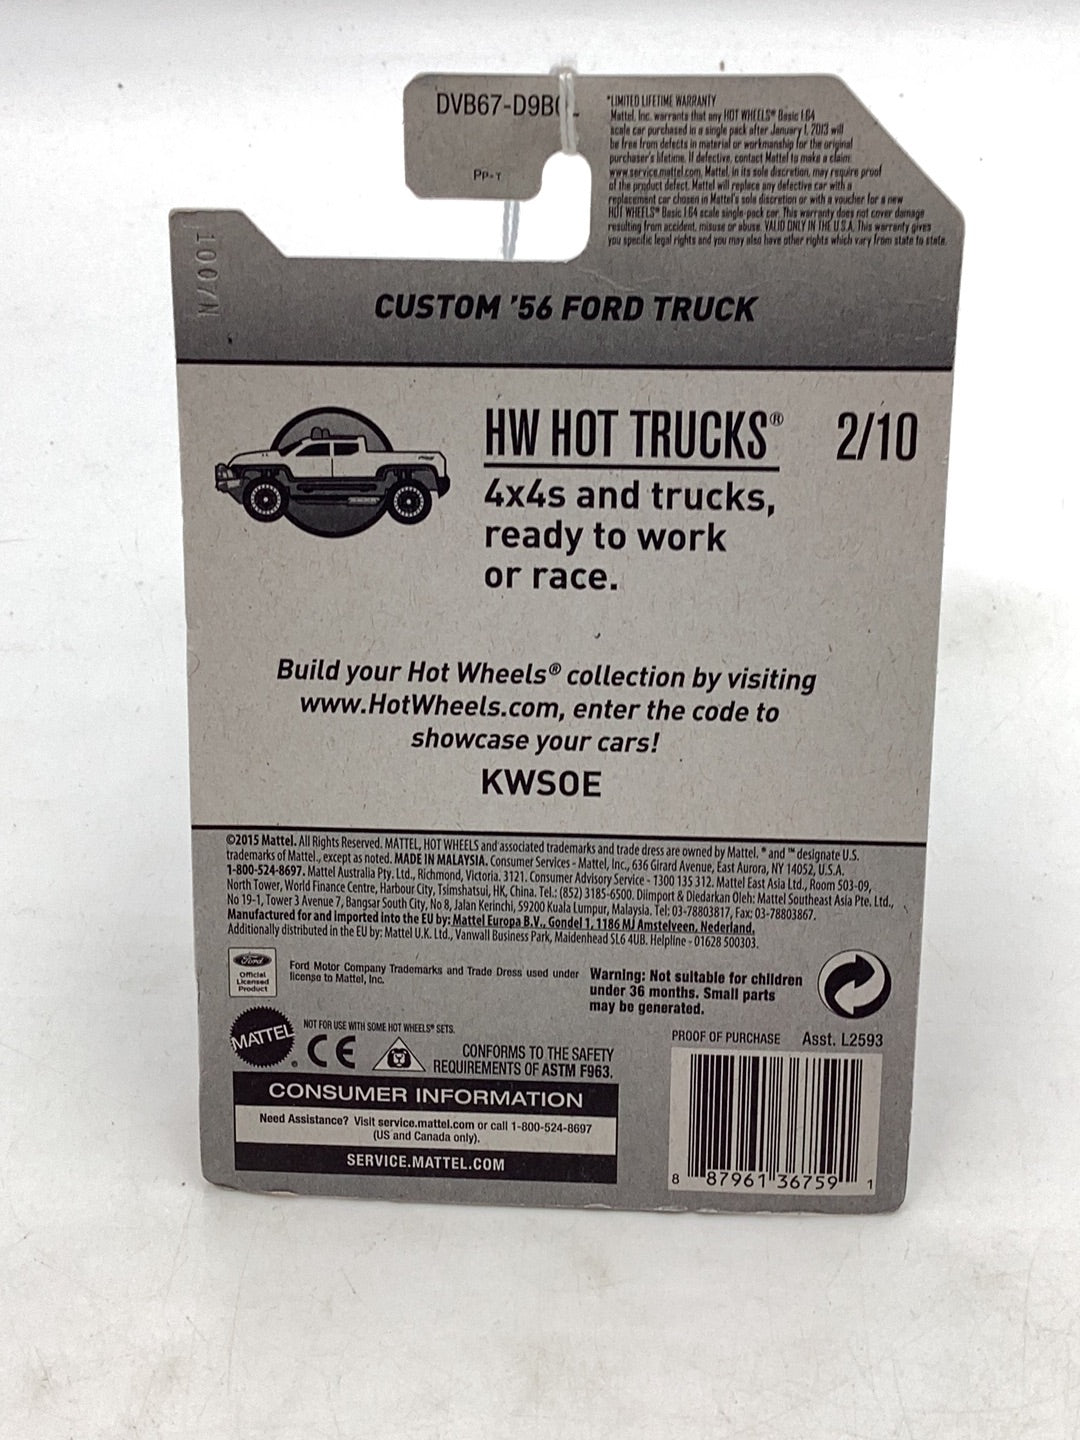 DVB67-D9B
PP-T
*LIMITED LIFETIME WARRANTY
Mattel, Inc. warrants that any HOT WHEELS® Basic 1:64
scale car purchased in a single pack after January 1, 2013 will
be free from defects in material or workmanship for the original
purchaser's lifetime. If defective, contact Mattel to make a claim:
www.service.mattel.com. Mattel, in its sole discretion, may require proof
of the product defect. Mattel will replace any defective car with a
replacement car chosen in Mattel's sole discretion or with a voucher for a new
HOT WHEELS® Basic 1:64 scale single-pack car. This warranty does not cover damage
resulting from accident, misuse or abuse. VALID ONLY IN THE U.S.A. This warranty gives
you specific legal rights and you may also have other rights which vary from state to state.
CUSTOM '56 FORD TRUCK
HW HOT TRUCKS® 2/10
4x4s and trucks,
ready to work
or race.
Build your Hot Wheels® collection by visiting
www.HotWheels.com, enter the code to
showcase your cars!
KWSOE
©2015 Mattel. All Rights Reserved. MATTEL, HOT WHEELS and associated trademarks and trade dress are owned by Mattel. ® and ™ designate U.S.
trademarks of Mattel., except as noted. MADE IN MALAYSIA. Consumer Services - Mattel, Inc., 636 Girard Avenue, East Aurora, NY 14052, U.S.A.
1-800-524-8697. Mattel Australia Pty. Ltd., Richmond, Victoria. 3121. Consumer Advisory Service - 1300 135 312. Mattel East Asia Ltd., Room 503-09,
North Tower, World Finance Centre, Harbour City, Tsimshatsui, HK, China. Tel.: (852) 3185-6500. Diimport & Diedarkan Oleh: Mattel Southeast Asia Pte. Ltd.,
No 19-1, Tower 3 Avenue 7, Bangsar South City, No 8, Jalan Kerinchi, 59200 Kuala Lumpur, Malaysia. Tel: 03-78803817, Fax: 03-78803867.
Manufactured for and imported into the EU by: Mattel Europa B.V., Gondel 1, 1186 MJ Amstelveen, Nederland.
Additionally distributed in the EU by: Mattel U.K. Ltd., Vanwall Business Park, Maidenhead SL6 4UB. Helpline - 01628 500303.
Ford
Official
Licensed
Product
Ford Motor Company Trademarks and Trade Dress used under
license to Mattel, Inc.
Warning: Not suitable for children
under 36 months. Small parts
may be generated.
MATTEL
NOT FOR USE WITH SOME HOT WHEELS® SETS.
CE
CONFORMS TO THE SAFETY
REQUIREMENTS OF ASTM F963.
PROOF OF PURCHASE Asst. L2593
CONSUMER INFORMATION
Need Assistance? Visit service.mattel.com or call 1-800-524-8697
(US and Canada only).
SERVICE.MATTEL.COM
8 87961 36759 1